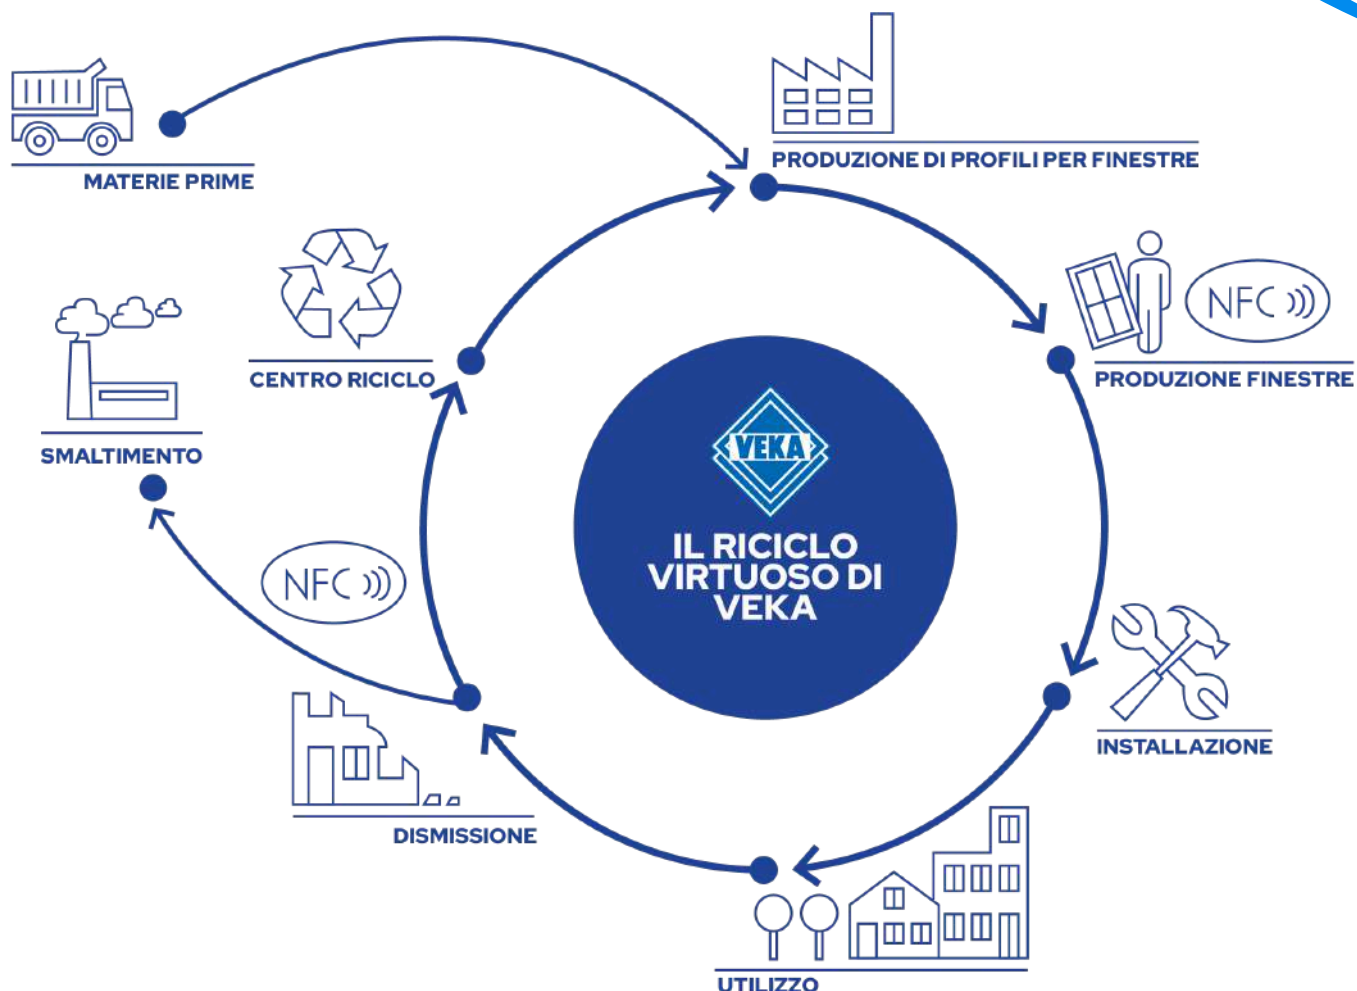 MATERIE PRIME
PRODUZIONE DI PROFILI PER FINESTRE
NFC
PRODUZIONE FINESTRE
CENTRO RICICLO
SMALTIMENTO
VEKA
IL RICICLO
VIRTUOSO DI
VEKA
NFC
INSTALLAZIONE
DISMISSIONE
UTILIZZO